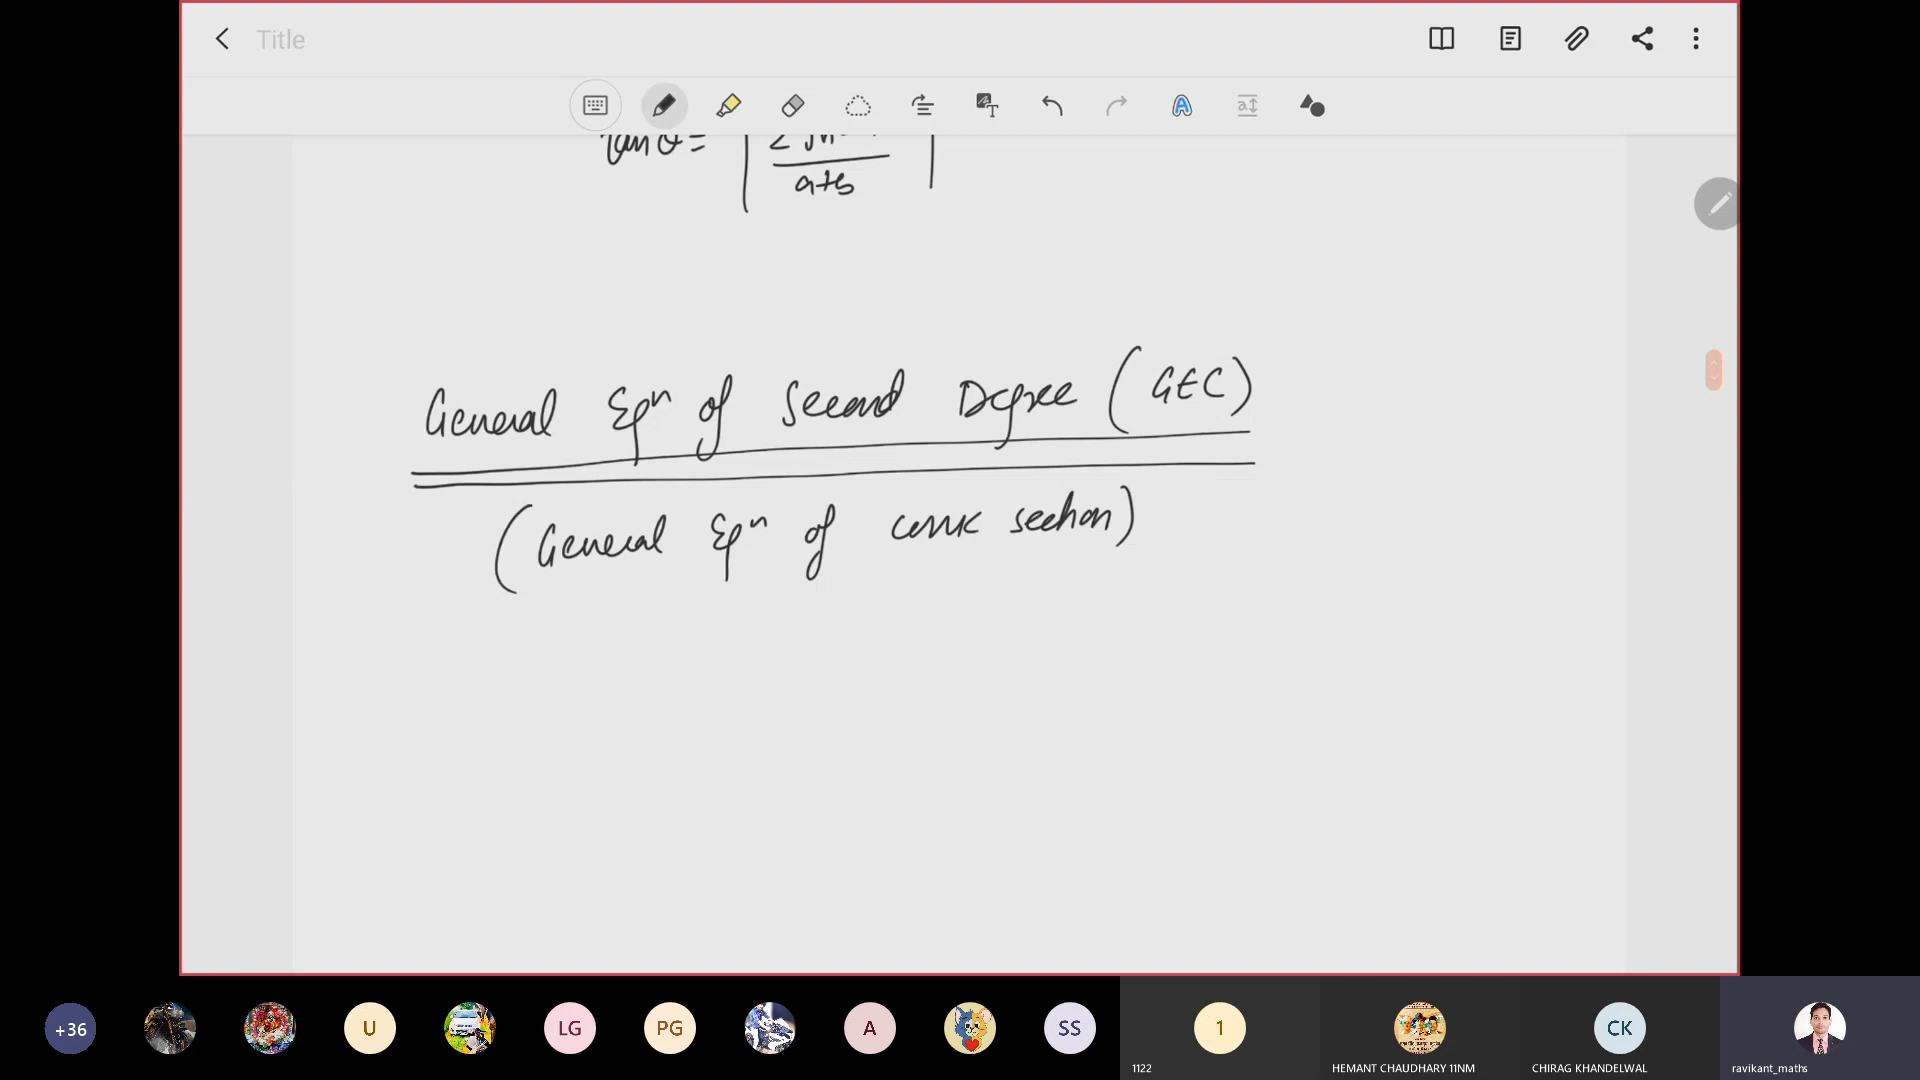 Title
tan θ =
a+b
General Eqⁿ of Second Degree (GEC)
(General Eqⁿ of conic section)
+36
U
LG
PG
A
SS
1
CK
1122
HEMANT CHAUDHARY 11NM
CHIRAG KHANDELWAL
ravikant_maths